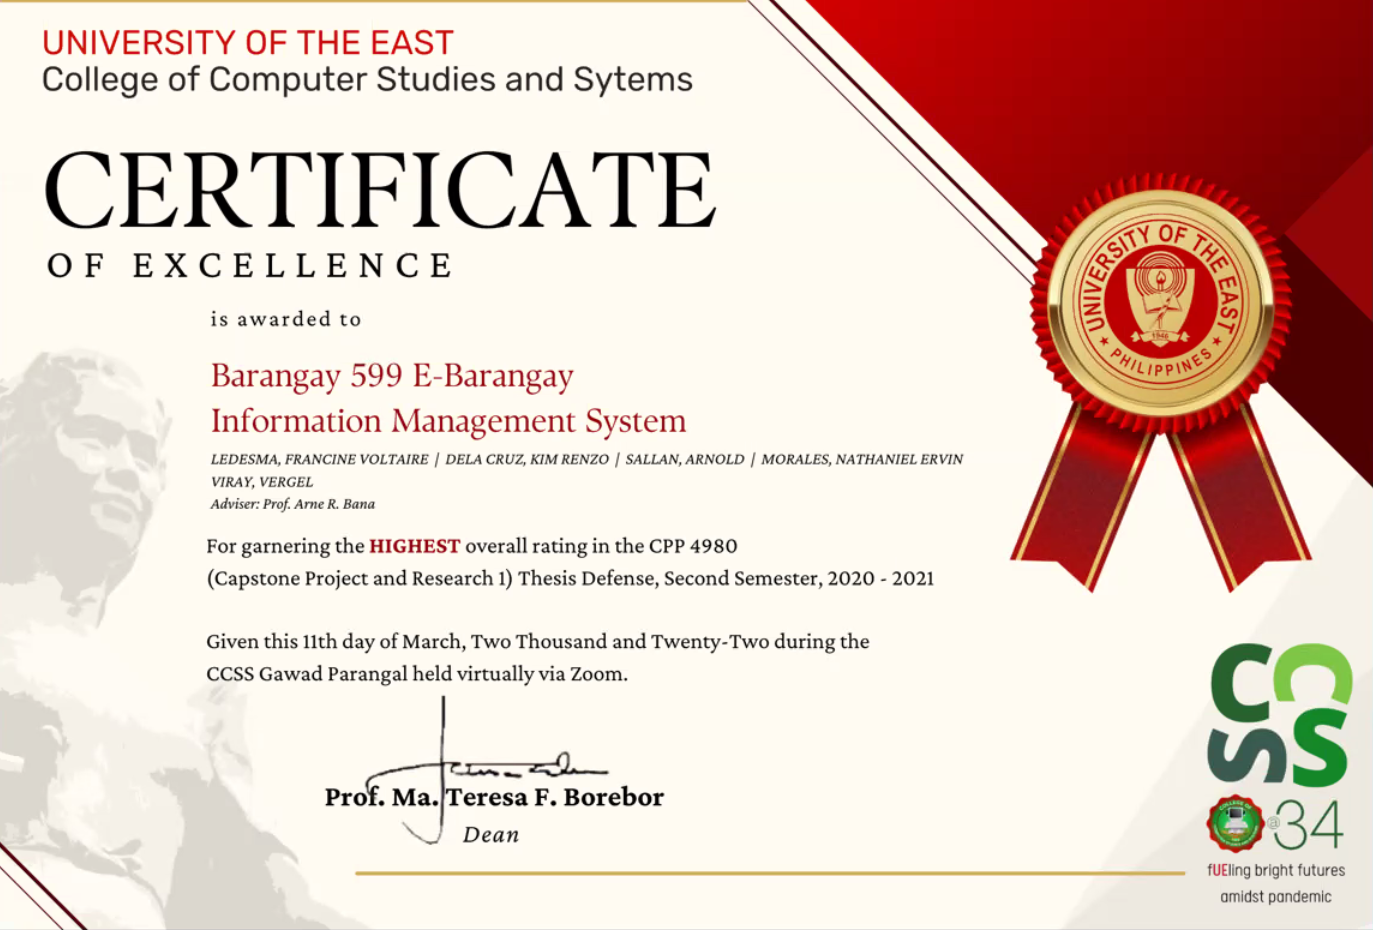 UNIVERSITY OF THE EAST
College of Computer Studies and Sytems
CERTIFICATE
OF EXCELLENCE
is awarded to
Barangay 599 E-Barangay
Information Management System
LEDESMA, FRANCINE VOLTAIRE | DELA CRUZ, KIM RENZO | SALLAN, ARNOLD | MORALES, NATHANIEL ERVIN
VIRAY, VERGEL
Adviser: Prof. Arne R. Bana
For garnering the HIGHEST overall rating in the CPP 4980
(Capstone Project and Research 1) Thesis Defense, Second Semester, 2020 - 2021
Given this 11th day of March, Two Thousand and Twenty-Two during the
CCSS Gawad Parangal held virtually via Zoom.
Prof. Ma. Teresa F. Borebor
Dean
UNIVERSITY OF THE EAST
1946
★ PHILIPPINES ★
CCSS
@34
fUEling bright futures
amidst pandemic